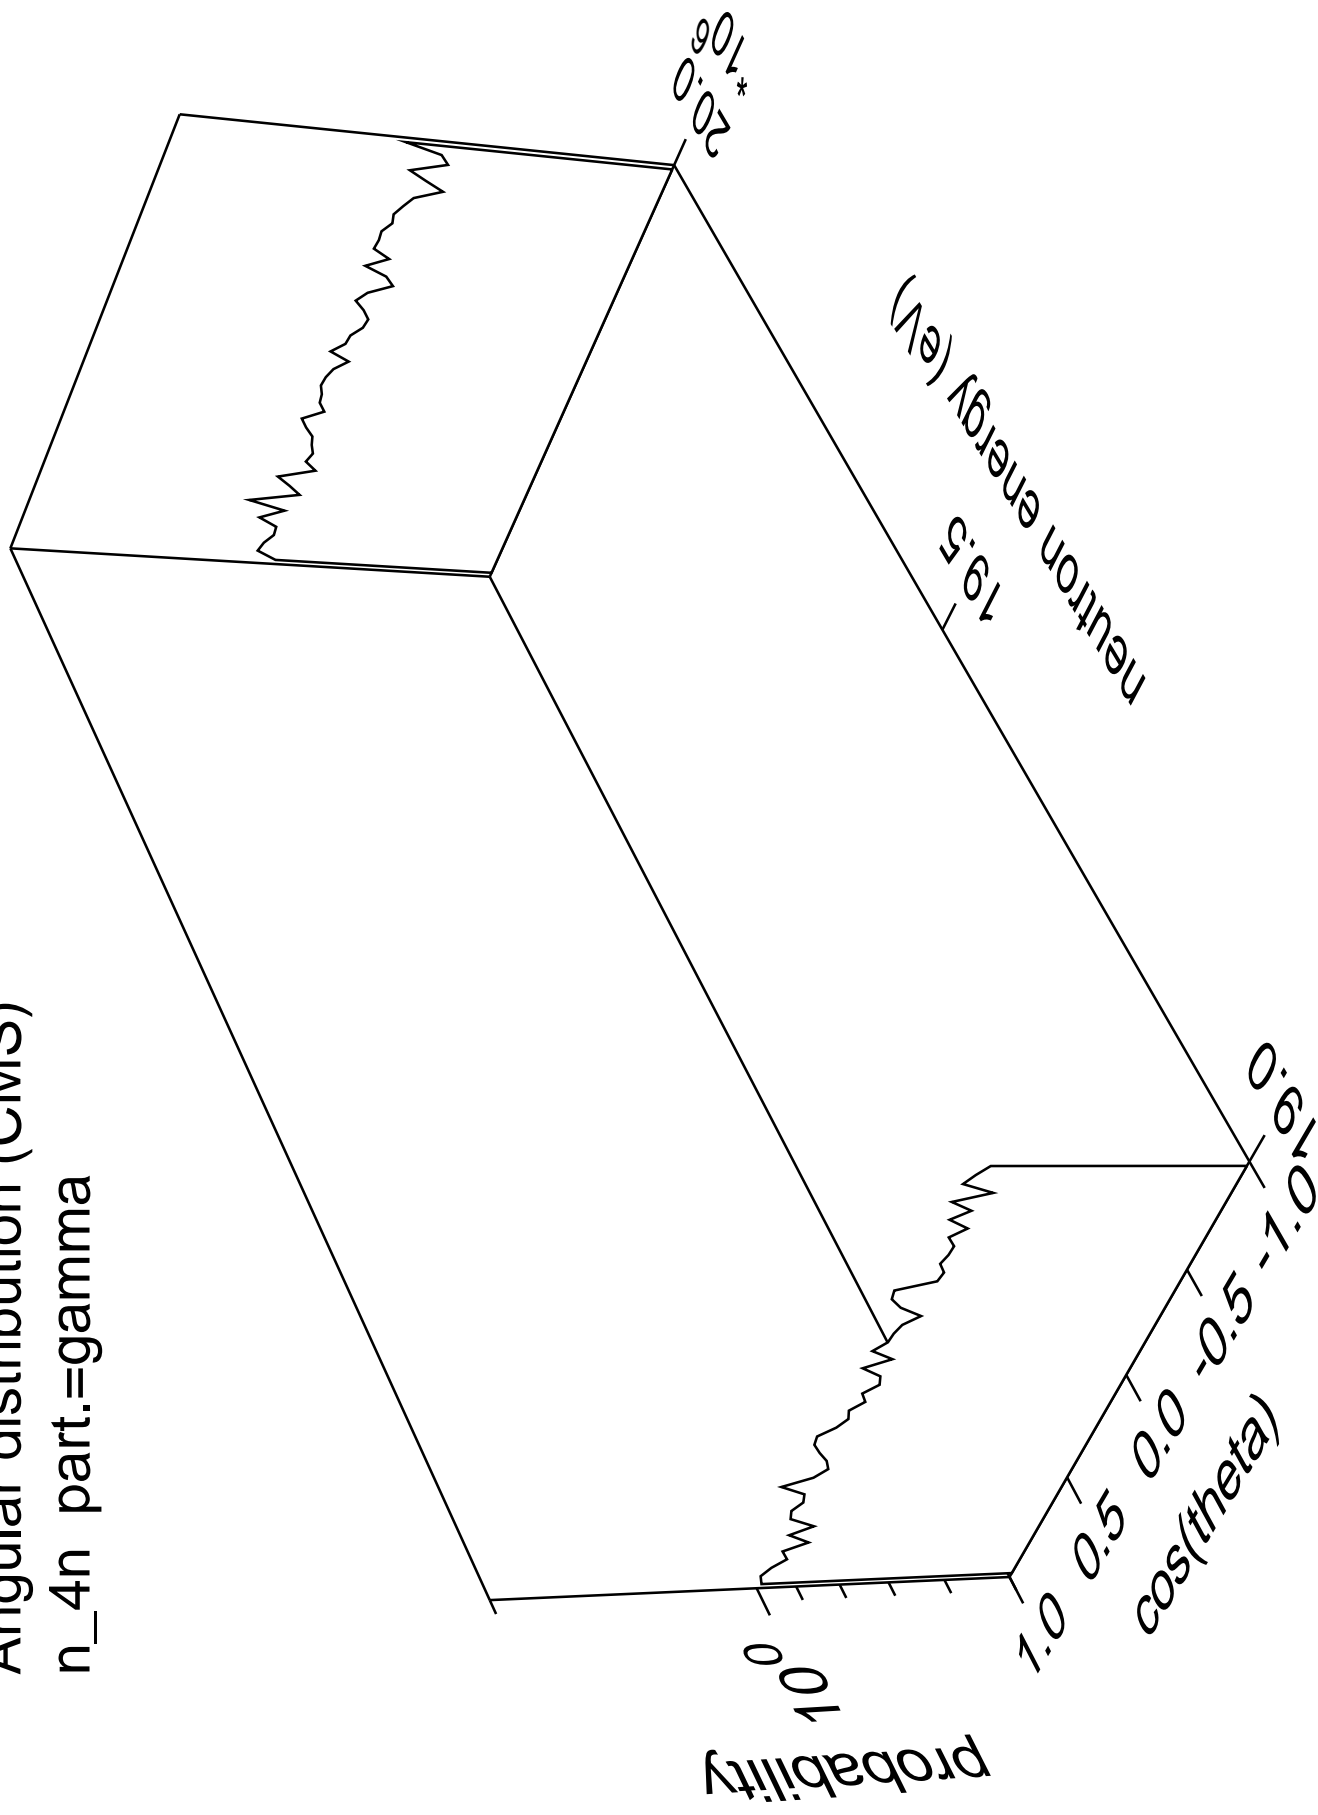 Angular distribution (CMS)
n_4n part.=gamma
probability
10^0
1.0
0.5
0.0
-0.5
-1.0
cos(theta)
19.0
19.5
20.0
*10^6
neutron energy (eV)